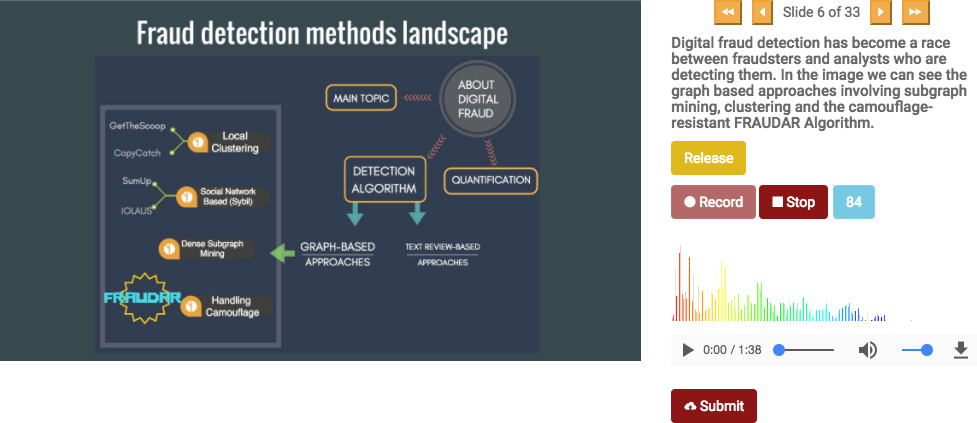 Fraud detection methods landscape
MAIN TOPIC
ABOUT
DIGITAL
FRAUD
DETECTION
ALGORITHM
QUANTIFICATION
GRAPH-BASED
APPROACHES
TEXT REVIEW-BASED
APPROACHES
GetTheScoop
CopyCatch
Local
Clustering
SumUp
IOLAUS
Social Network
Based (Sybil)
Dense Subgraph
Mining
FRAUDAR
Handling
Camouflage
Slide 6 of 33
Digital fraud detection has become a race
between fraudsters and analysts who are
detecting them. In the image we can see the
graph based approaches involving subgraph
mining, clustering and the camouflage-
resistant FRAUDAR Algorithm.
Release
Record
Stop
84
0:00 / 1:38
Submit